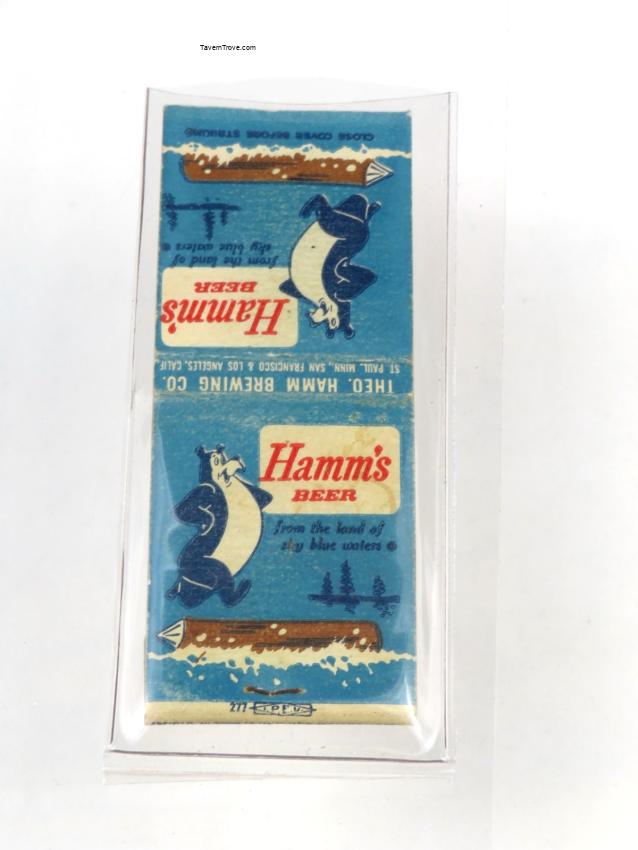 TavernTrove.com
CLOSE COVER BEFORE STRIKING
from the land of
sky blue waters ®
Hamm's
BEER
THEO. HAMM BREWING CO.
ST PAUL, MINN., SAN FRANCISCO & LOS ANGELES, CALIF.
Hamm's
BEER
from the land of
sky blue waters ®
277